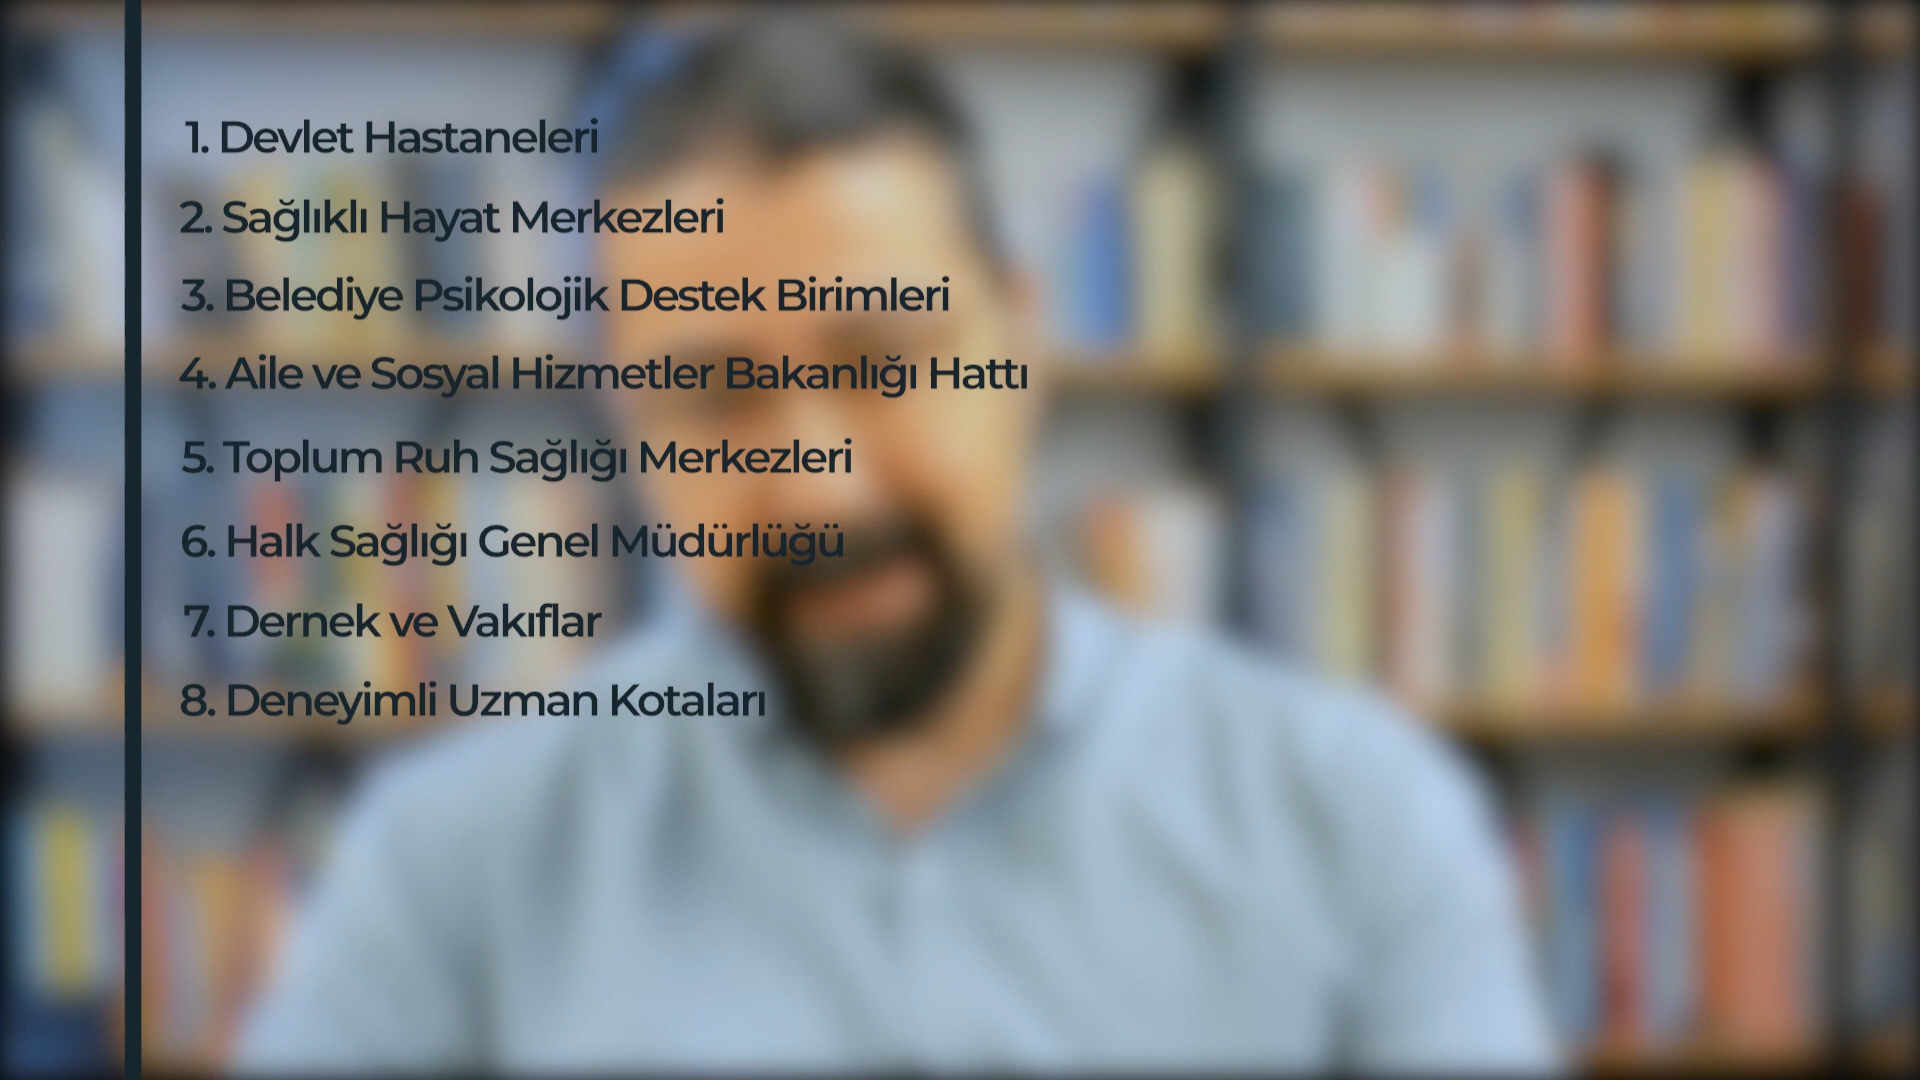 1. Devlet Hastaneleri
2. Sağlıklı Hayat Merkezleri
3. Belediye Psikolojik Destek Birimleri
4. Aile ve Sosyal Hizmetler Bakanlığı Hattı
5. Toplum Ruh Sağlığı Merkezleri
6. Halk Sağlığı Genel Müdürlüğü
7. Dernek ve Vakıflar
8. Deneyimli Uzman Kotaları